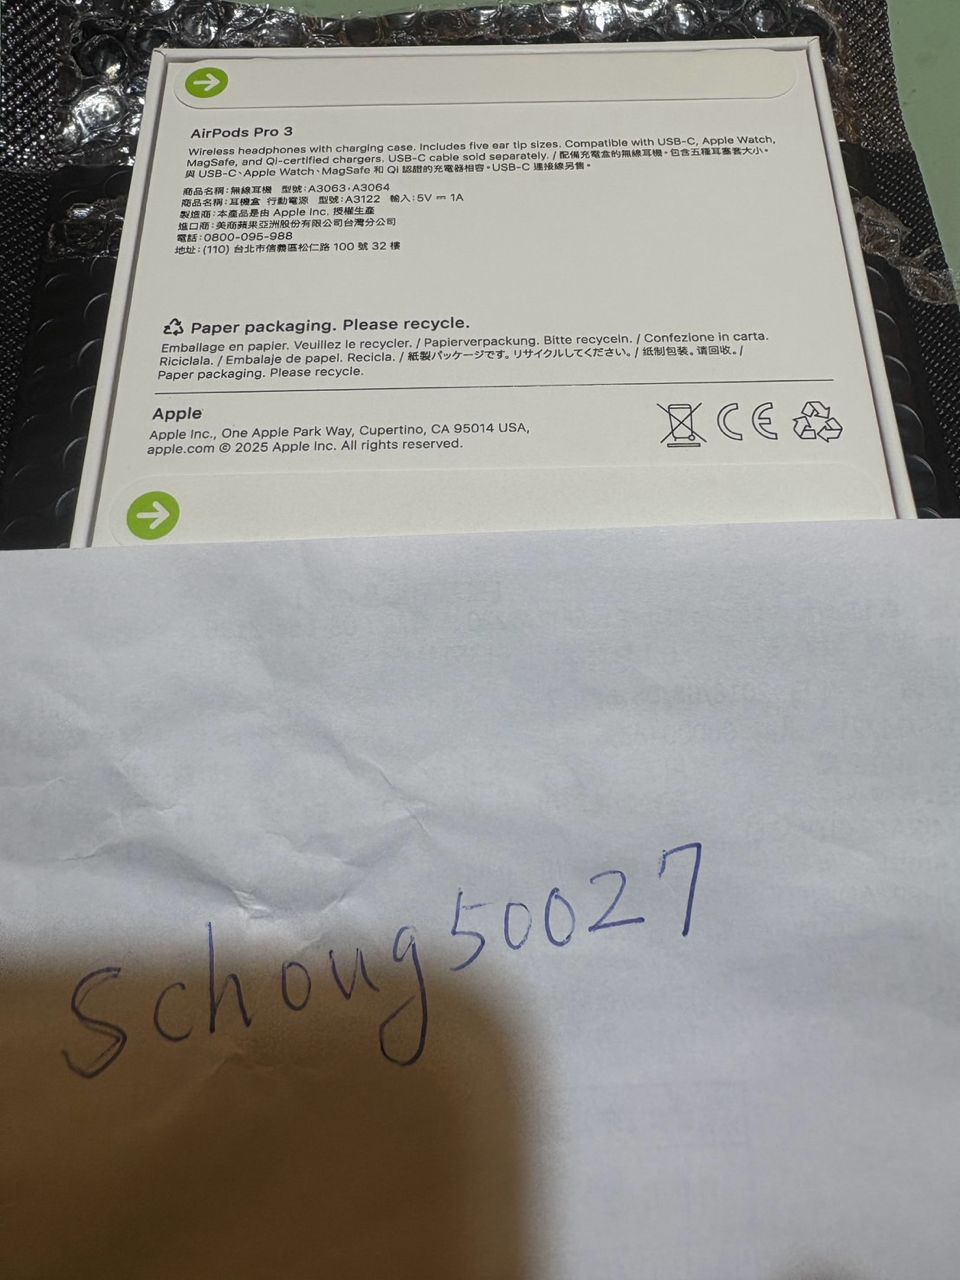 AirPods Pro 3
Wireless headphones with charging case. Includes five ear tip sizes. Compatible with USB-C, Apple Watch,
MagSafe, and Qi-certified chargers. USB-C cable sold separately. / 配備充電盒的無線耳機。包含五種耳塞套大小。
與 USB-C、Apple Watch、MagSafe 和 Qi 認證的充電器相容。USB-C 連接線另售。
商品名稱：無線耳機 型號：A3063、A3064
商品名稱：耳機盒 行動電源 型號：A3122 輸入：5V ⎓ 1A
製造商：本產品是由 Apple Inc. 授權生產
進口商：美商蘋果亞洲股份有限公司台灣分公司
電話：0800-095-988
地址：(110) 台北市信義區松仁路 100 號 32 樓
Paper packaging. Please recycle.
Emballage en papier. Veuillez le recycler. / Papierverpackung. Bitte recyceln. / Confezione in carta.
Riciclala. / Embalaje de papel. Recicla. / 紙製パッケージです。リサイクルしてください。/ 纸制包装。请回收。/
Paper packaging. Please recycle.
Apple
Apple Inc., One Apple Park Way, Cupertino, CA 95014 USA,
apple.com © 2025 Apple Inc. All rights reserved.
CE
schoug50027